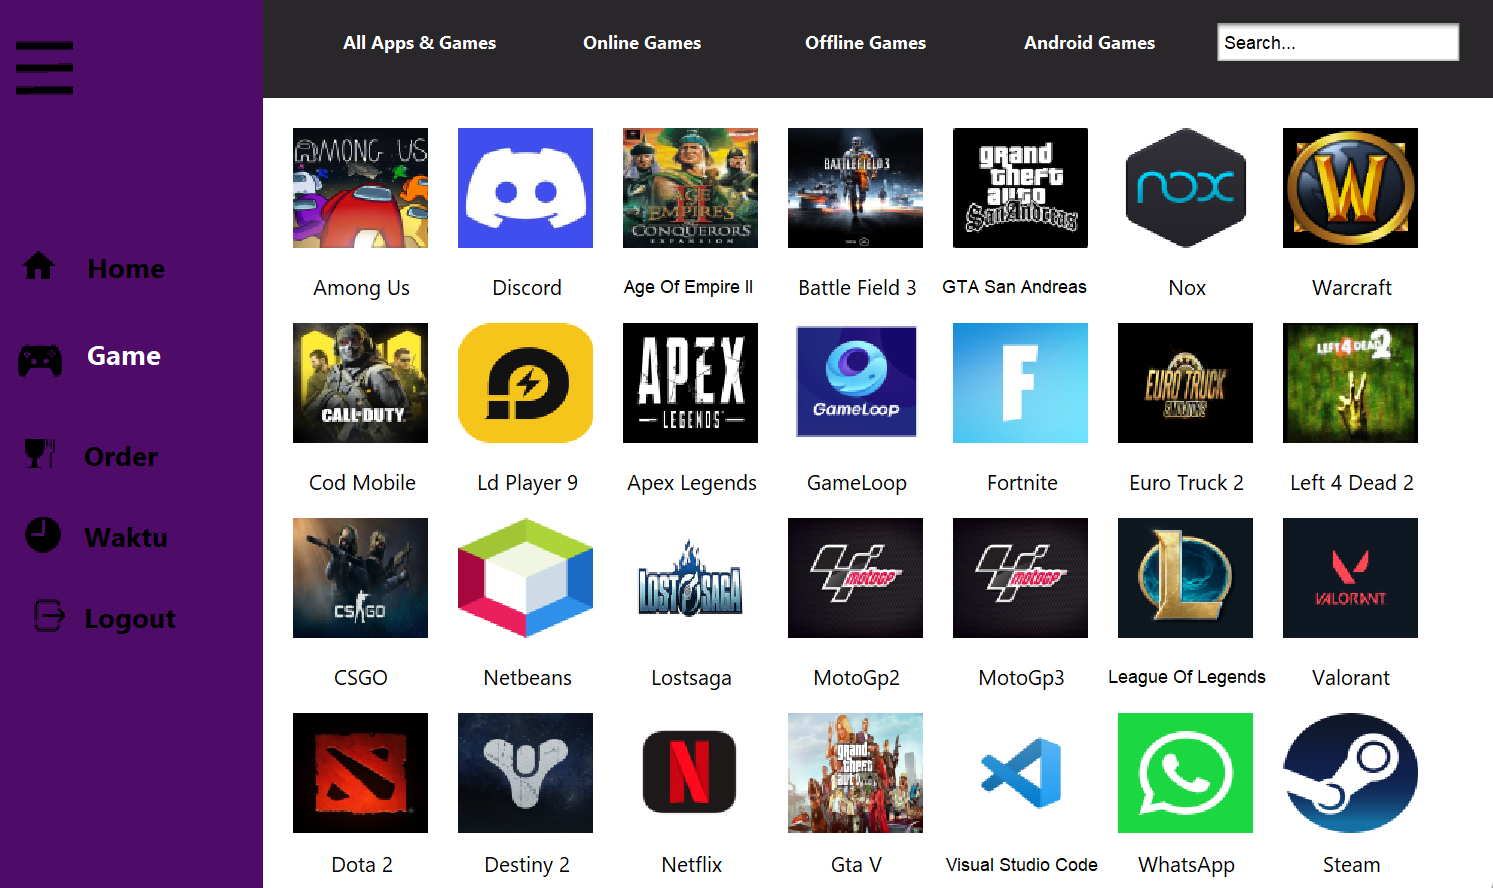 All Apps & Games
Online Games
Offline Games
Android Games
Search...
Home
Game
Order
Waktu
Logout
AMONG US
AGE OF EMPIRES II
CONQUERORS
EXPANSION
BATTLEFIELD 3
grand
theft
auto
San Andreas
nox
W
Among Us
Discord
Age Of Empire II
Battle Field 3
GTA San Andreas
Nox
Warcraft
CALL OF DUTY
APEX
LEGENDS
GameLoop
F
EURO TRUCK
SIMULATOR 2
LEFT 4 DEAD 2
Cod Mobile
Ld Player 9
Apex Legends
GameLoop
Fortnite
Euro Truck 2
Left 4 Dead 2
CS GO
LOST SAGA
MotoGP
MotoGP
L
VALORANT
CSGO
Netbeans
Lostsaga
MotoGp2
MotoGp3
League Of Legends
Valorant
N
grand
theft
auto V
Dota 2
Destiny 2
Netflix
Gta V
Visual Studio Code
WhatsApp
Steam